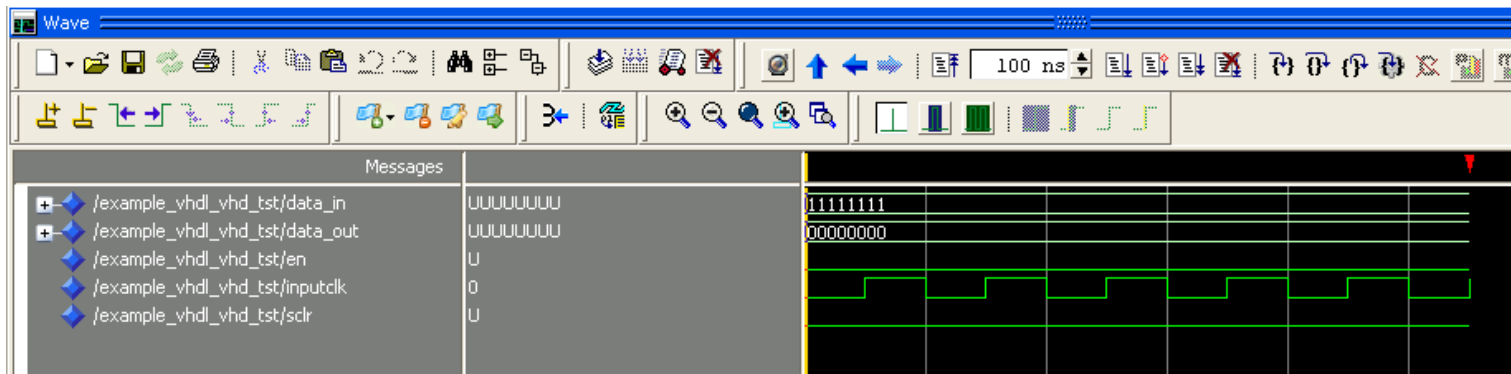 Wave
100 ns
Messages
/example_vhdl_vhd_tst/data_in UUUUUUUU 11111111
/example_vhdl_vhd_tst/data_out UUUUUUUU 00000000
/example_vhdl_vhd_tst/en U
/example_vhdl_vhd_tst/inputclk 0
/example_vhdl_vhd_tst/sclr U